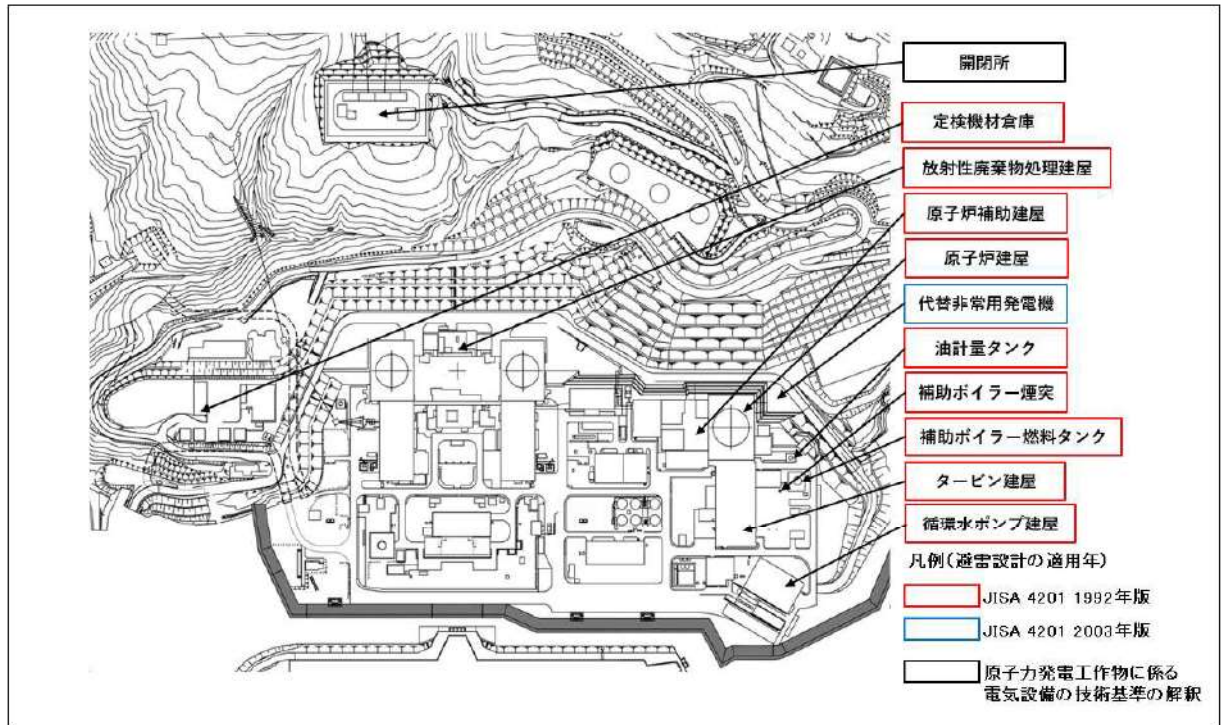 開閉所
定検機材倉庫
放射性廃棄物処理建屋
原子炉補助建屋
原子炉建屋
代替非常用発電機
油計量タンク
補助ボイラー煙突
補助ボイラー燃料タンク
タービン建屋
循環水ポンプ建屋
凡例(避雷設計の適用年)
JISA 4201 1992年版
JISA 4201 2003年版
原子力発電工作物に係る
電気設備の技術基準の解釈